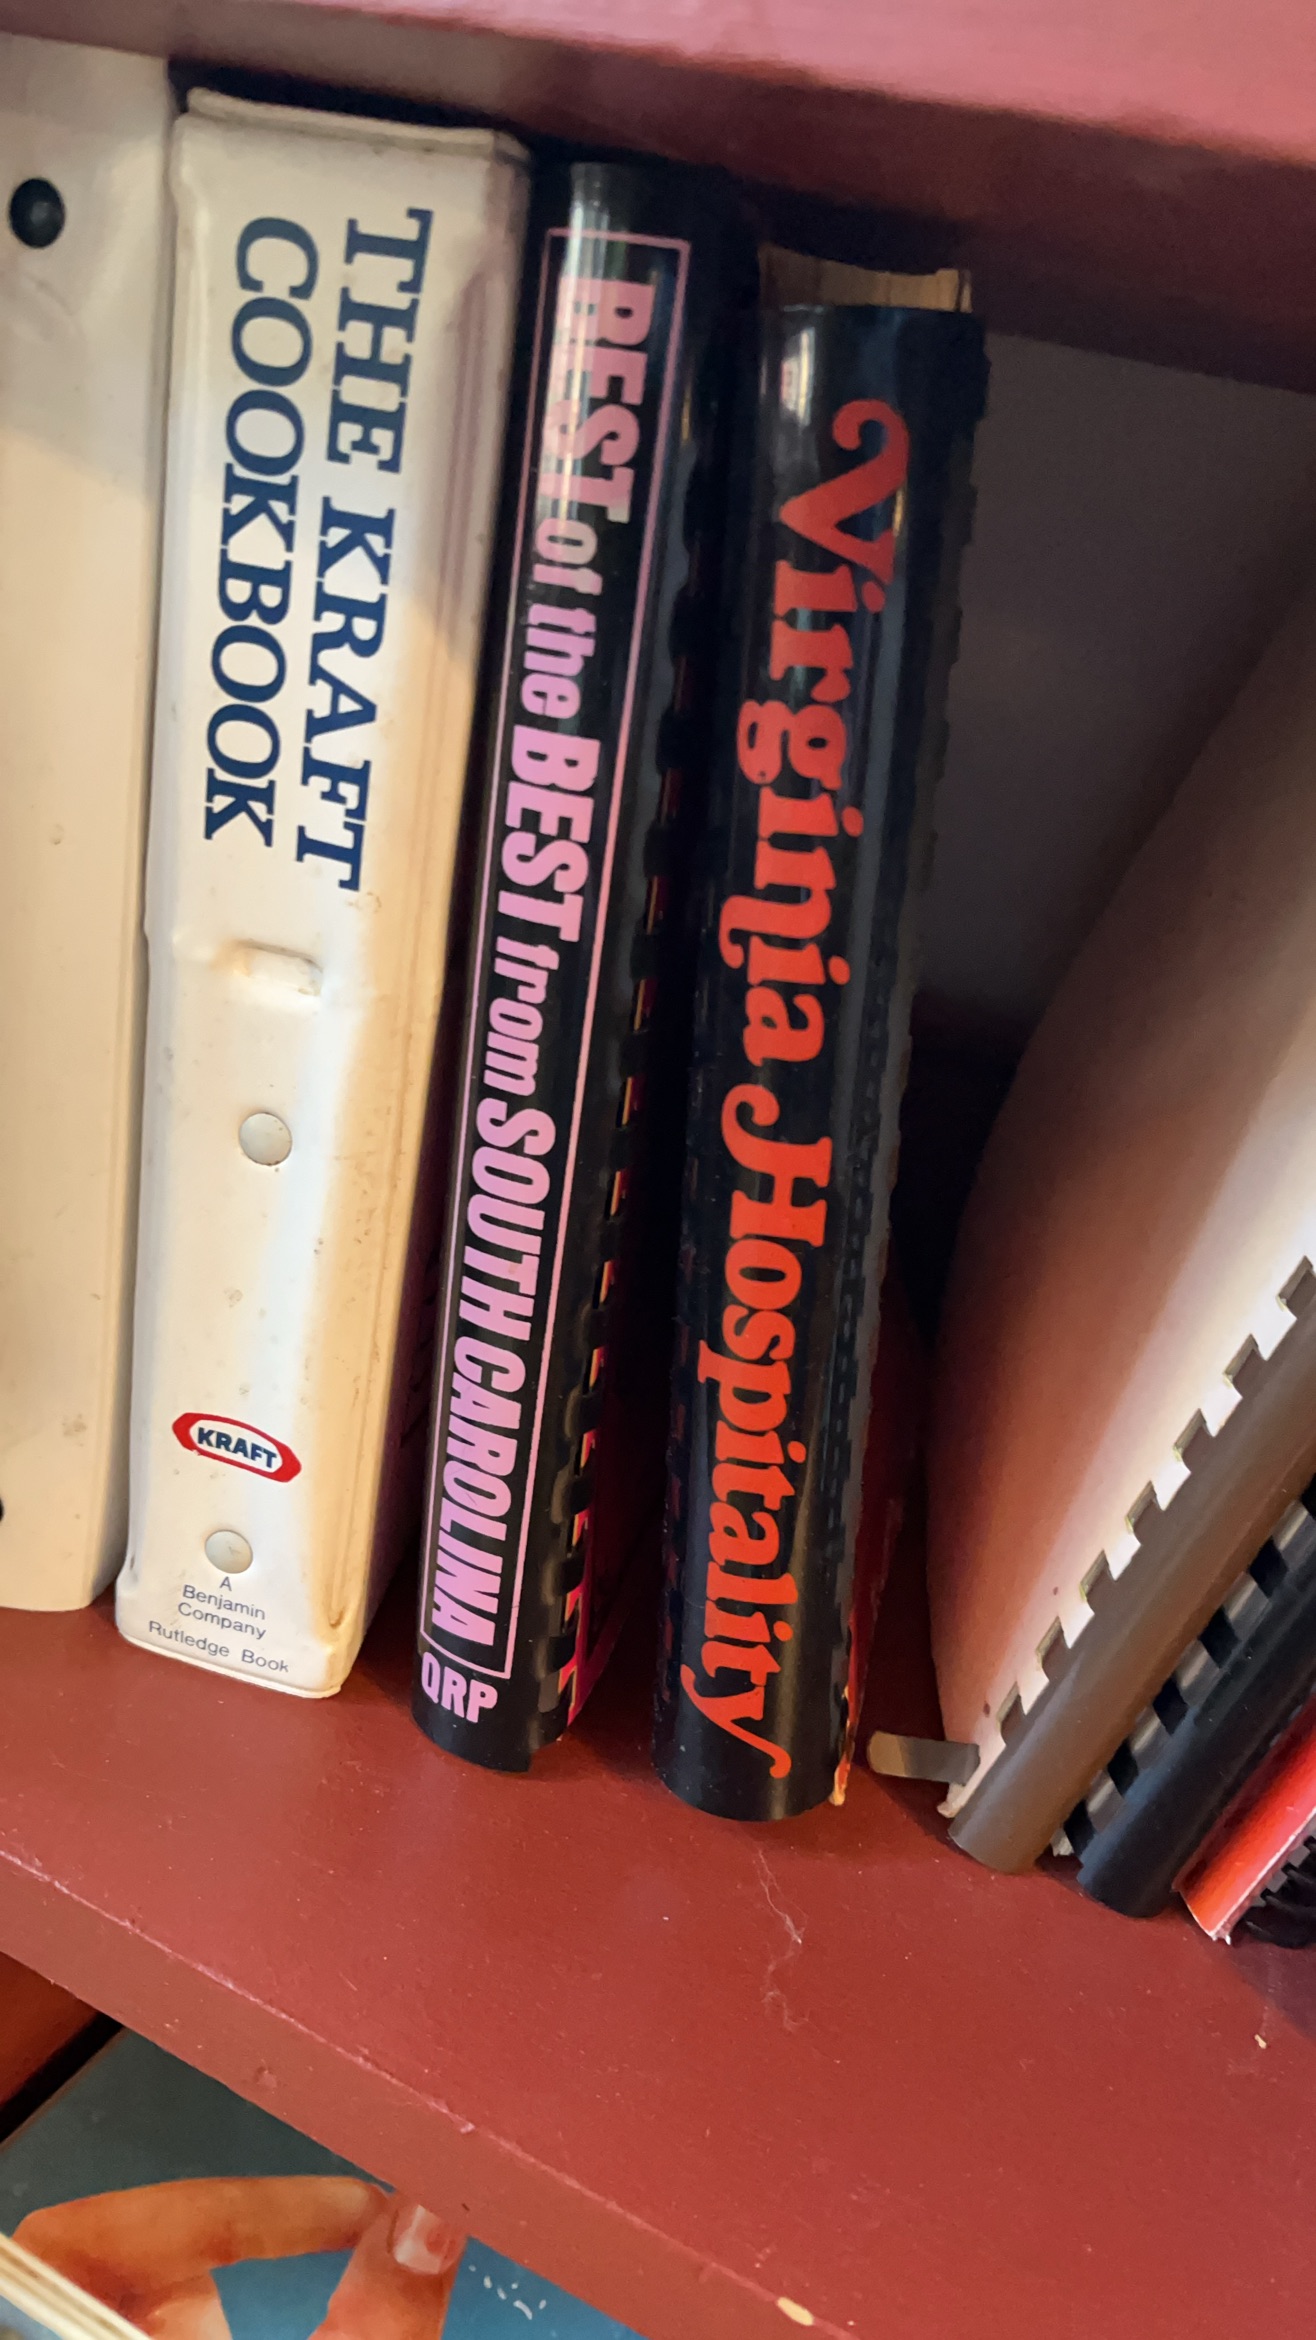 THE KRAFT
COOKBOOK
KRAFT
A
Benjamin
Company
Rutledge Book
BEST of the BEST from SOUTH CAROLINA
QRP
Virginia Hospitality